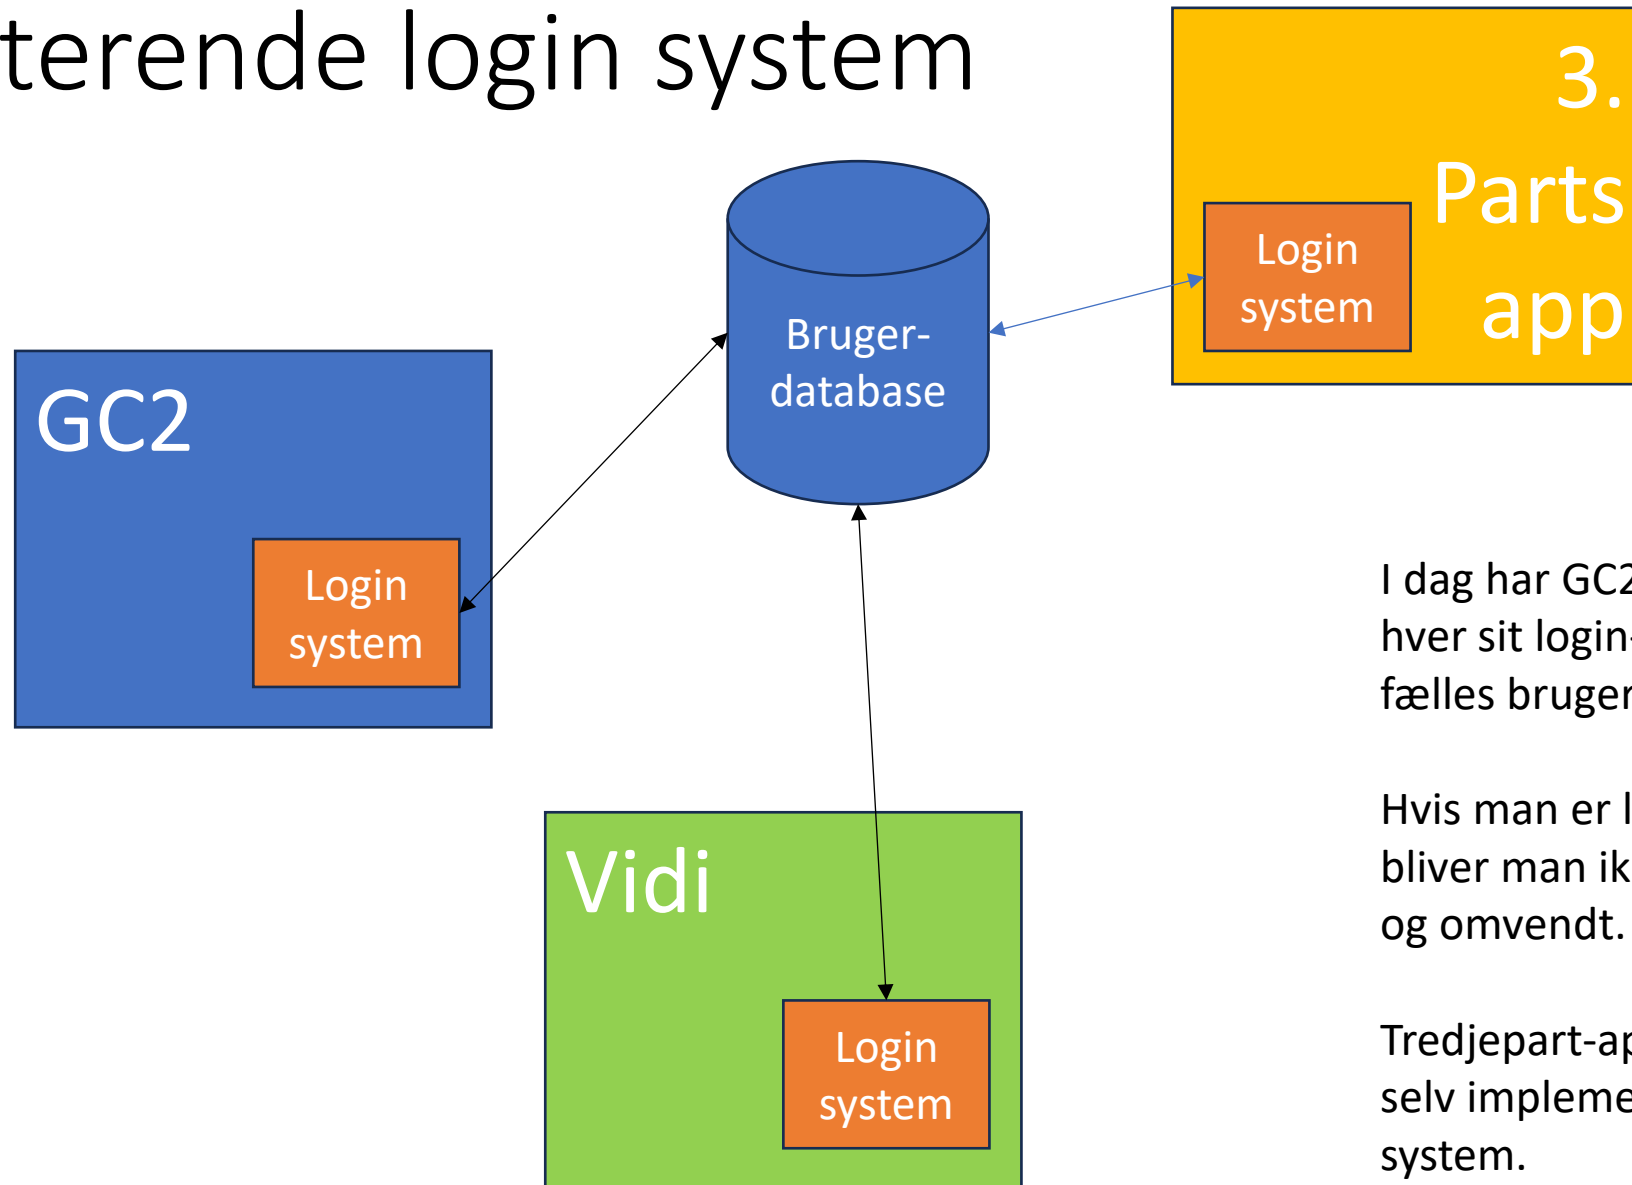 terende login system
3.
Parts
app
Login
system
Bruger-
database
GC2
Login
system
Vidi
Login
system
I dag har GC2
hver sit login-
fælles bruger
Hvis man er l
bliver man ik
og omvendt.
Tredjepart-ap
selv impleme
system.